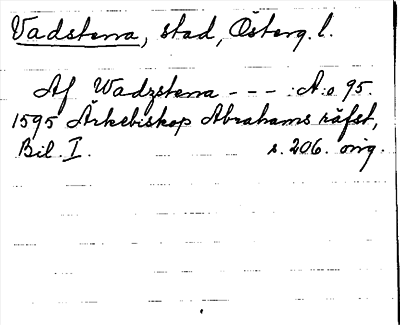 Vadstena, stad, Österg. l.
Af Wadzstena - - - : A:o 95.
1595 Ärkebiskop Abrahams räfst,
Bil. I. s. 206. orig.